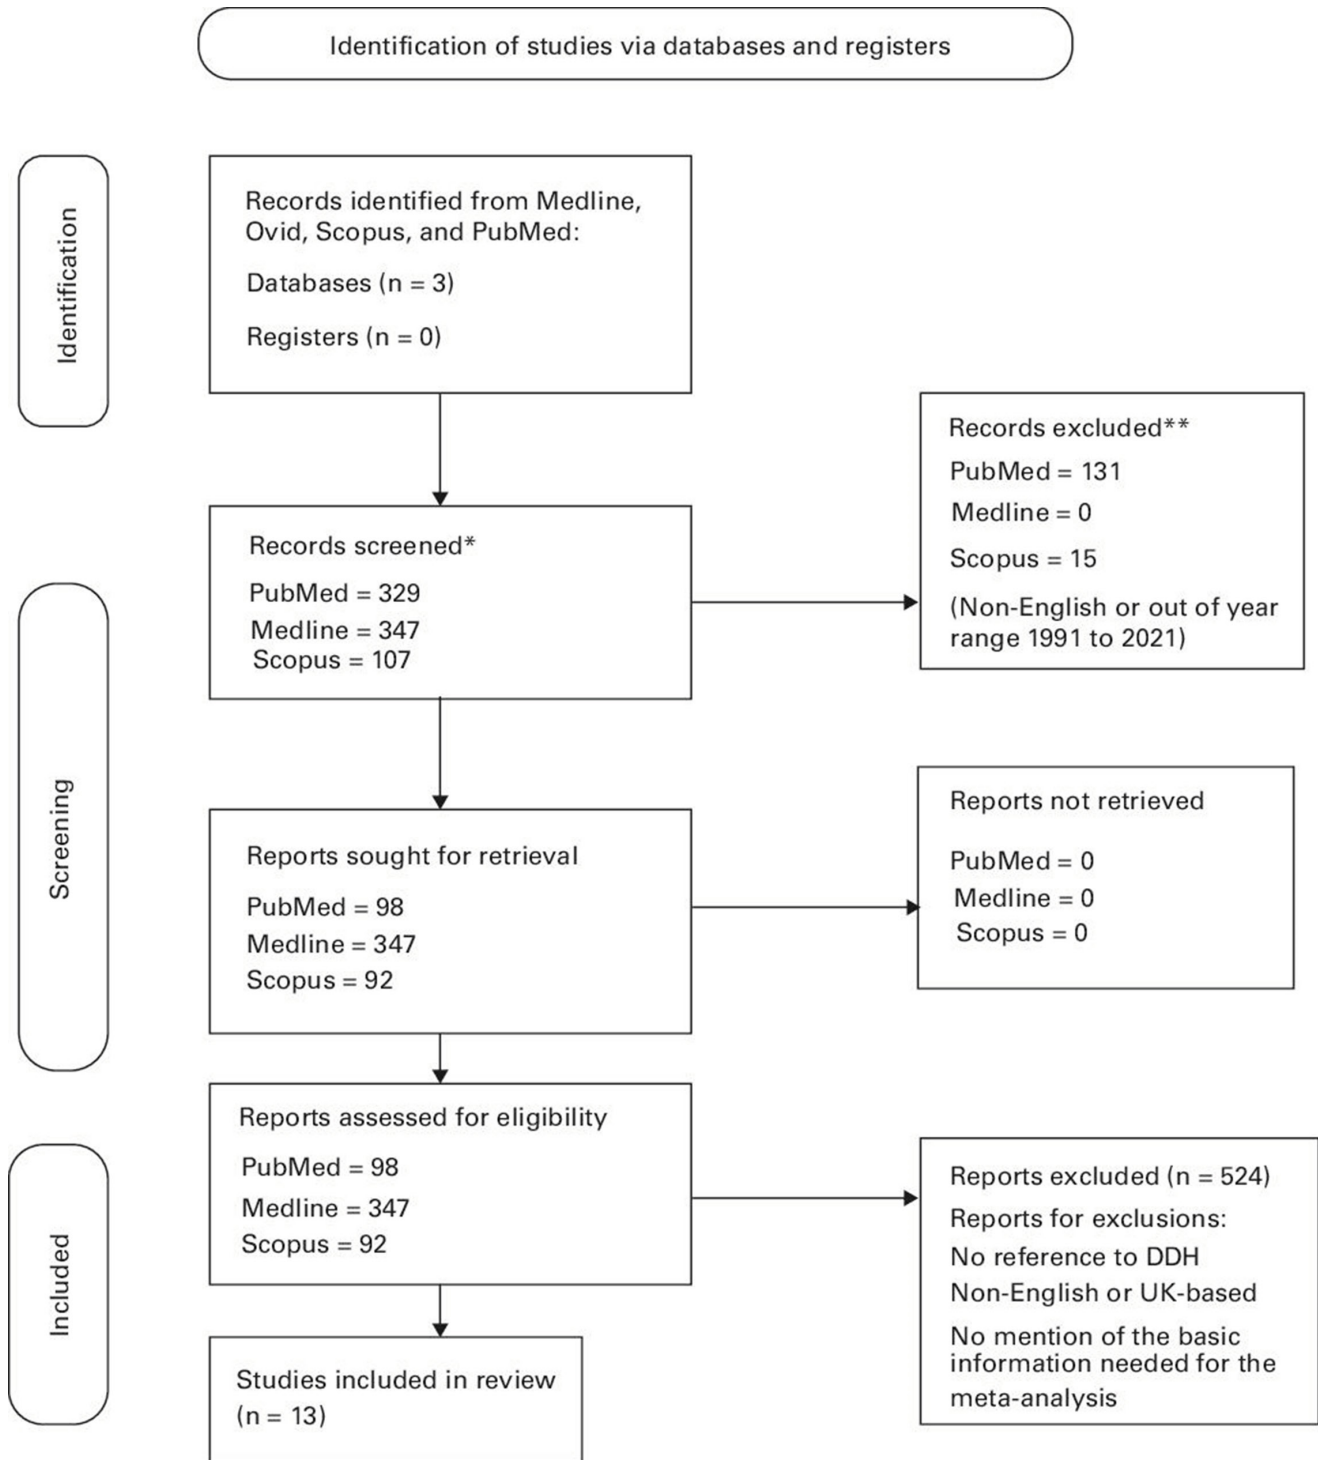 Identification of studies via databases and registers
Identification
Records identified from Medline,
Ovid, Scopus, and PubMed:
Databases (n = 3)
Registers (n = 0)
Records excluded**
PubMed = 131
Medline = 0
Scopus = 15
(Non-English or out of year
range 1991 to 2021)
Records screened*
PubMed = 329
Medline = 347
Scopus = 107
Screening
Reports not retrieved
PubMed = 0
Medline = 0
Scopus = 0
Reports sought for retrieval
PubMed = 98
Medline = 347
Scopus = 92
Reports assessed for eligibility
PubMed = 98
Medline = 347
Scopus = 92
Included
Reports excluded (n = 524)
Reports for exclusions:
No reference to DDH
Non-English or UK-based
No mention of the basic
information needed for the
meta-analysis
Studies included in review
(n = 13)